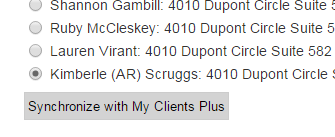 Shannon Gambill: 4010 Dupont Circle Suite 5
Ruby McCleskey: 4010 Dupont Circle Suite 5
Lauren Virant: 4010 Dupont Circle Suite 582
Kimberle (AR) Scruggs: 4010 Dupont Circle S
Synchronize with My Clients Plus